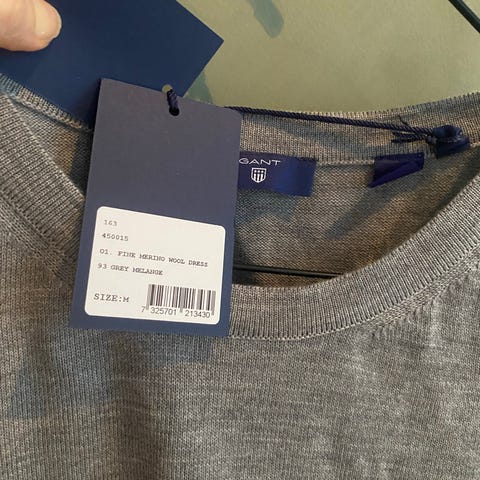 GANT
163
450015
01. FINE MERINO WOOL DRESS
93 GREY MELANGE
SIZE:M
7 325701 213430